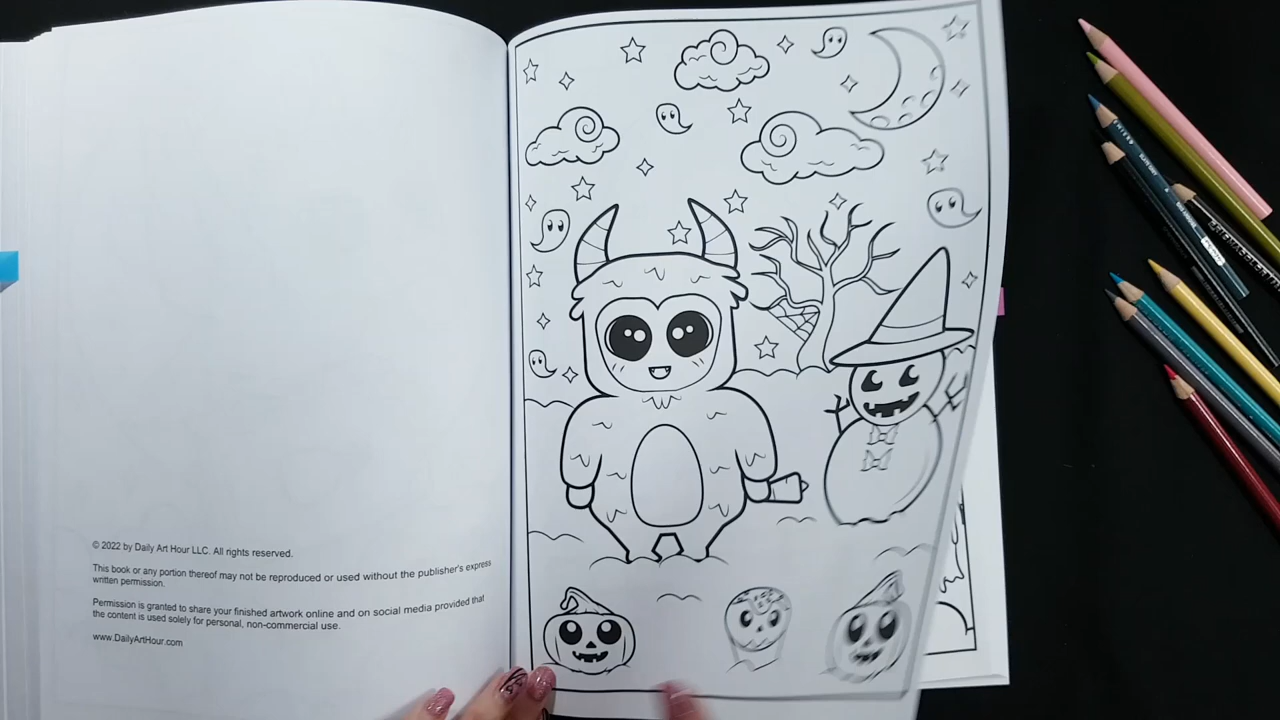 © 2022 by Daily Art Hour LLC. All rights reserved.
This book or any portion thereof may not be reproduced or used without the publisher's express
written permission.
Permission is granted to share your finished artwork online and on social media provided that
the content is used solely for personal, non-commercial use.
www.DailyArtHour.com